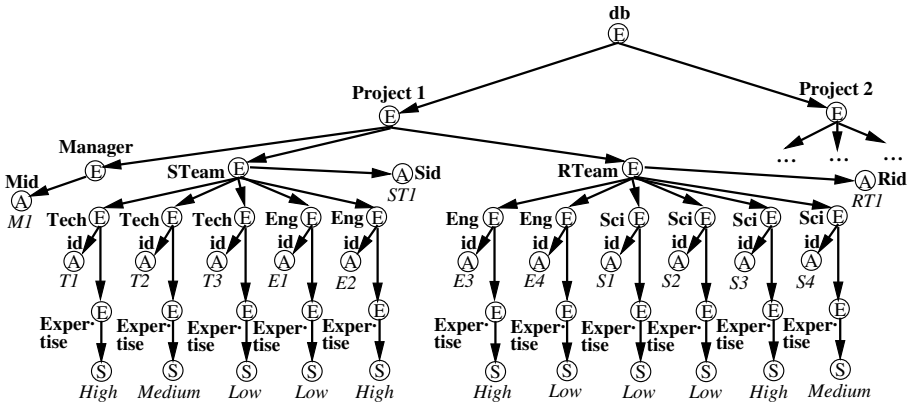 db
E
Project 1
E
Project 2
E
... ... ...
Manager
E
STeam E
A Sid
ST1
RTeam E
A Rid
RT1
Mid
A
M1
Tech E Tech E Tech E Eng E Eng E Eng E Eng E Sci E Sci E Sci E Sci E
id id id id id id id id id id id
A A A A A A A A A A A
T1 T2 T3 E1 E2 E3 E4 S1 S2 S3 S4
E E E E E E E E E E E
Exper- Exper- Exper- Exper- Exper- Exper- Exper- Exper- Exper- Exper- Exper-
tise tise tise tise tise tise tise tise tise tise tise
S S S S S S S S S S S
High Medium Low Low High High Low Low Low High Medium